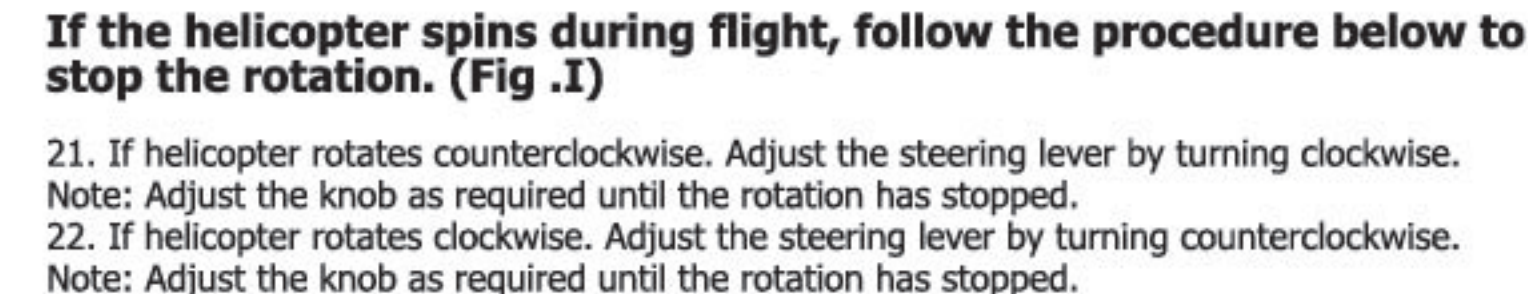 If the helicopter spins during flight, follow the procedure below to
stop the rotation. (Fig .I)
21. If helicopter rotates counterclockwise. Adjust the steering lever by turning clockwise.
Note: Adjust the knob as required until the rotation has stopped.
22. If helicopter rotates clockwise. Adjust the steering lever by turning counterclockwise.
Note: Adjust the knob as required until the rotation has stopped.